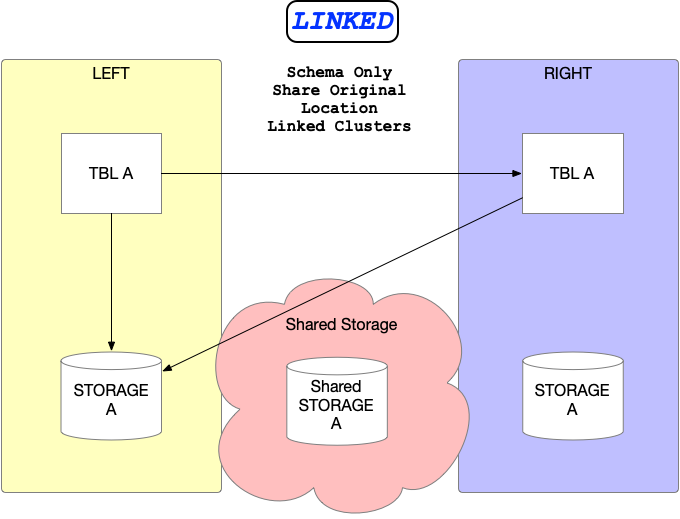 LINKED
Schema Only
Share Original
Location
Linked Clusters
LEFT
RIGHT
TBL A
TBL A
Shared Storage
STORAGE
A
Shared
STORAGE
A
STORAGE
A